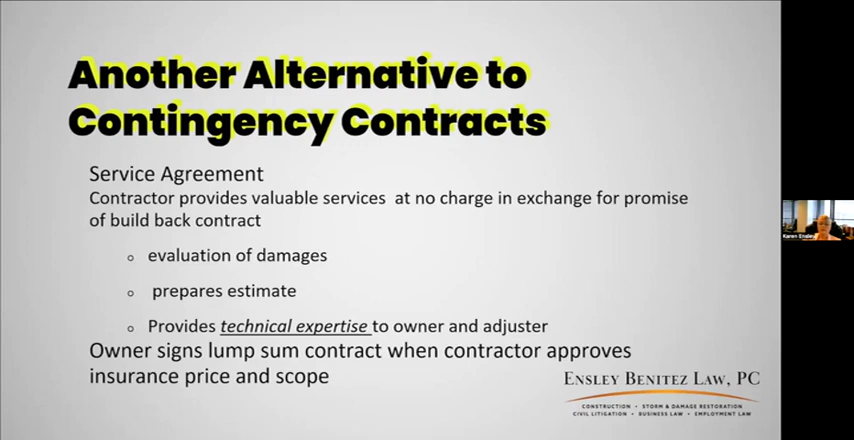 Another Alternative to
Contingency Contracts
Service Agreement
Contractor provides valuable services at no charge in exchange for promise
of build back contract
evaluation of damages
prepares estimate
Provides technical expertise to owner and adjuster
Owner signs lump sum contract when contractor approves
insurance price and scope
ENSLEY BENITEZ LAW, PC
CONSTRUCTION • STORM & DAMAGE RESTORATION
CIVIL LITIGATION • BUSINESS LAW • EMPLOYMENT LAW
Karen Ensley